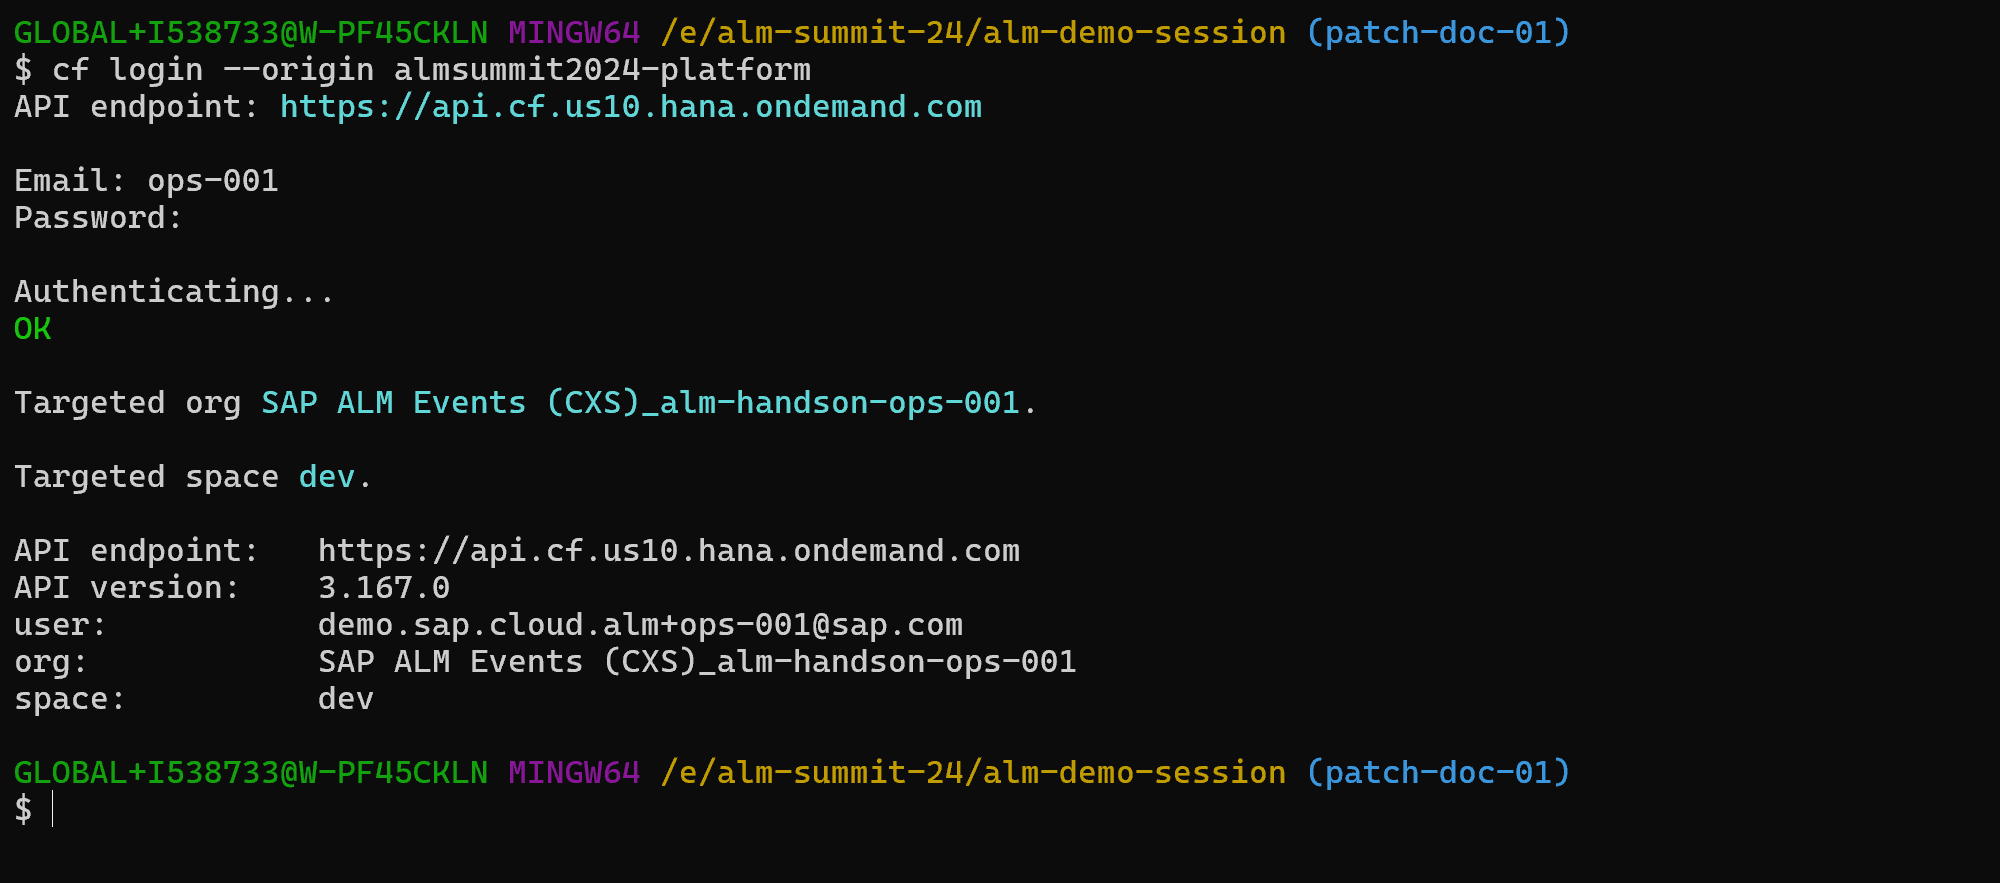 GLOBAL+I538733@W-PF45CKLN MINGW64 /e/alm-summit-24/alm-demo-session (patch-doc-01)
$ cf login --origin almsummit2024-platform
API endpoint: https://api.cf.us10.hana.ondemand.com
Email: ops-001
Password:
Authenticating...
OK
Targeted org SAP ALM Events (CXS)_alm-handson-ops-001.
Targeted space dev.
API endpoint:   https://api.cf.us10.hana.ondemand.com
API version:    3.167.0
user:           demo.sap.cloud.alm+ops-001@sap.com
org:            SAP ALM Events (CXS)_alm-handson-ops-001
space:          dev
GLOBAL+I538733@W-PF45CKLN MINGW64 /e/alm-summit-24/alm-demo-session (patch-doc-01)
$